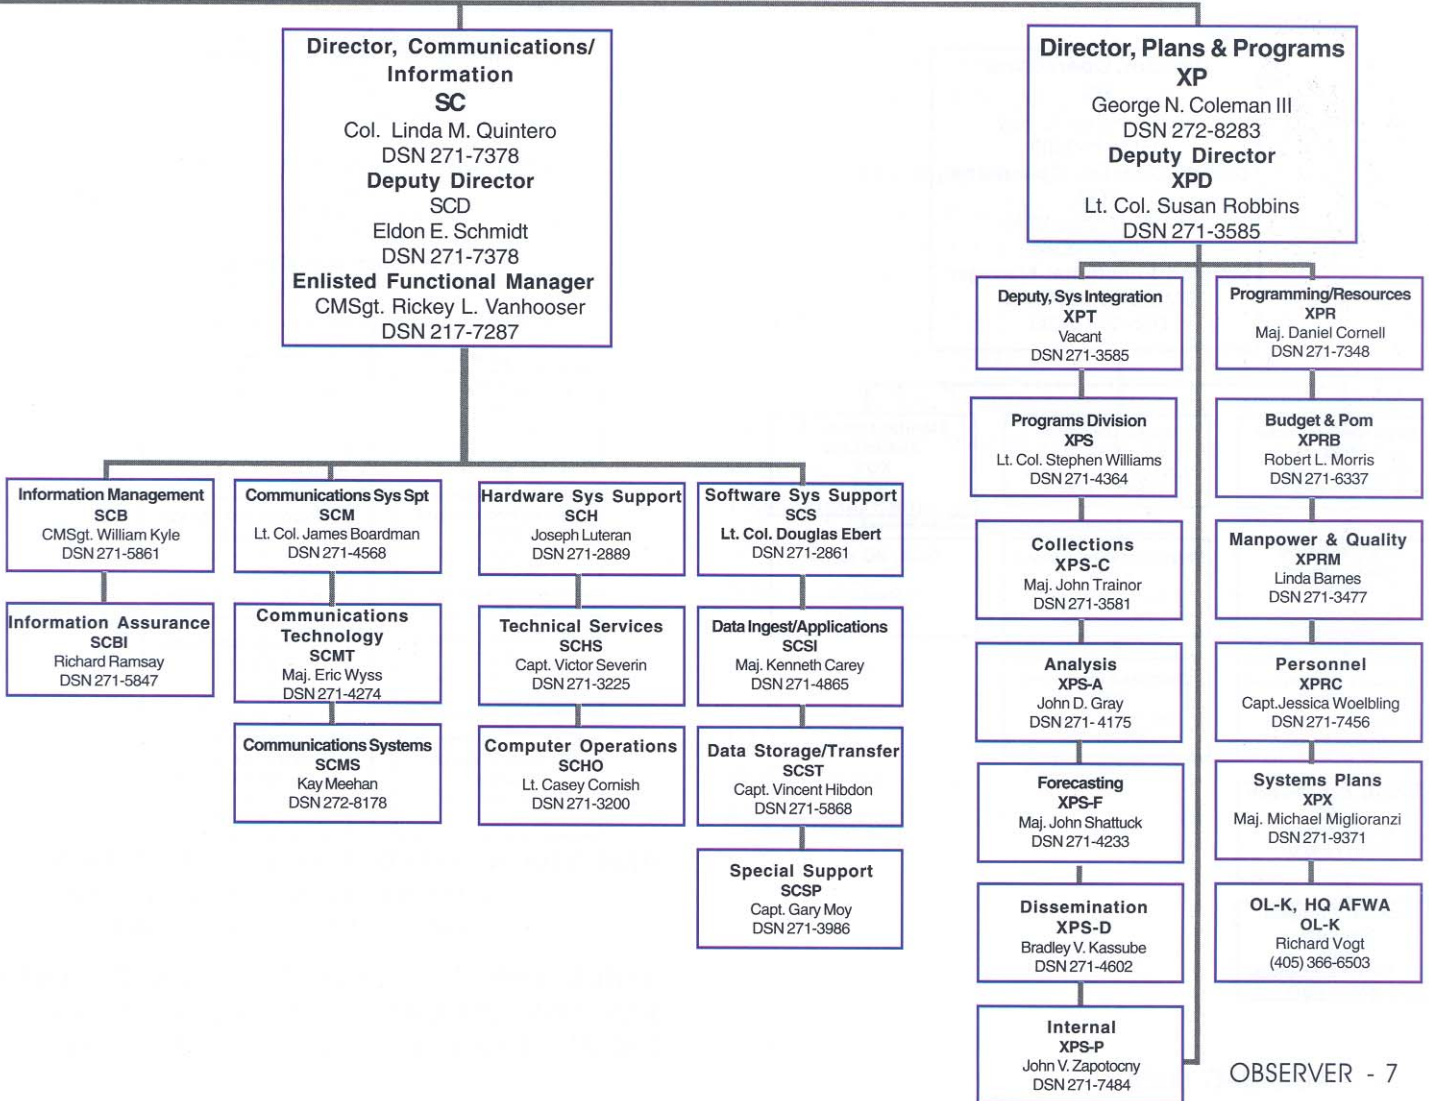 Director, Communications/
Information
SC
Col. Linda M. Quintero
DSN 271-7378
Deputy Director
SCD
Eldon E. Schmidt
DSN 271-7378
Enlisted Functional Manager
CMSgt. Rickey L. Vanhooser
DSN 217-7287
Information Management
SCB
CMSgt. William Kyle
DSN 271-5861
Information Assurance
SCBI
Richard Ramsay
DSN 271-5847
Communications Sys Spt
SCM
Lt. Col. James Boardman
DSN 271-4568
Communications
Technology
SCMT
Maj. Eric Wyss
DSN 271-4274
Communications Systems
SCMS
Kay Meehan
DSN 272-8178
Hardware Sys Support
SCH
Joseph Luteran
DSN 271-2889
Technical Services
SCHS
Capt. Victor Severin
DSN 271-3225
Computer Operations
SCHO
Lt. Casey Cornish
DSN 271-3200
Software Sys Support
SCS
Lt. Col. Douglas Ebert
DSN 271-2861
Data Ingest/Applications
SCSI
Maj. Kenneth Carey
DSN 271-4865
Data Storage/Transfer
SCST
Capt. Vincent Hibdon
DSN 271-5868
Special Support
SCSP
Capt. Gary Moy
DSN 271-3986
Director, Plans & Programs
XP
George N. Coleman III
DSN 272-8283
Deputy Director
XPD
Lt. Col. Susan Robbins
DSN 271-3585
Deputy, Sys Integration
XPT
Vacant
DSN 271-3585
Programs Division
XPS
Lt. Col. Stephen Williams
DSN 271-4364
Collections
XPS-C
Maj. John Trainor
DSN 271-3581
Analysis
XPS-A
John D. Gray
DSN 271- 4175
Forecasting
XPS-F
Maj. John Shattuck
DSN 271-4233
Dissemination
XPS-D
Bradley V. Kassube
DSN 271-4602
Internal
XPS-P
John V. Zapotocny
DSN 271-7484
Programming/Resources
XPR
Maj. Daniel Cornell
DSN 271-7348
Budget & Pom
XPRB
Robert L. Morris
DSN 271-6337
Manpower & Quality
XPRM
Linda Barnes
DSN 271-3477
Personnel
XPRC
Capt.Jessica Woelbling
DSN 271-7456
Systems Plans
XPX
Maj. Michael Miglioranzi
DSN 271-9371
OL-K, HQ AFWA
OL-K
Richard Vogt
(405) 366-6503
OBSERVER - 7